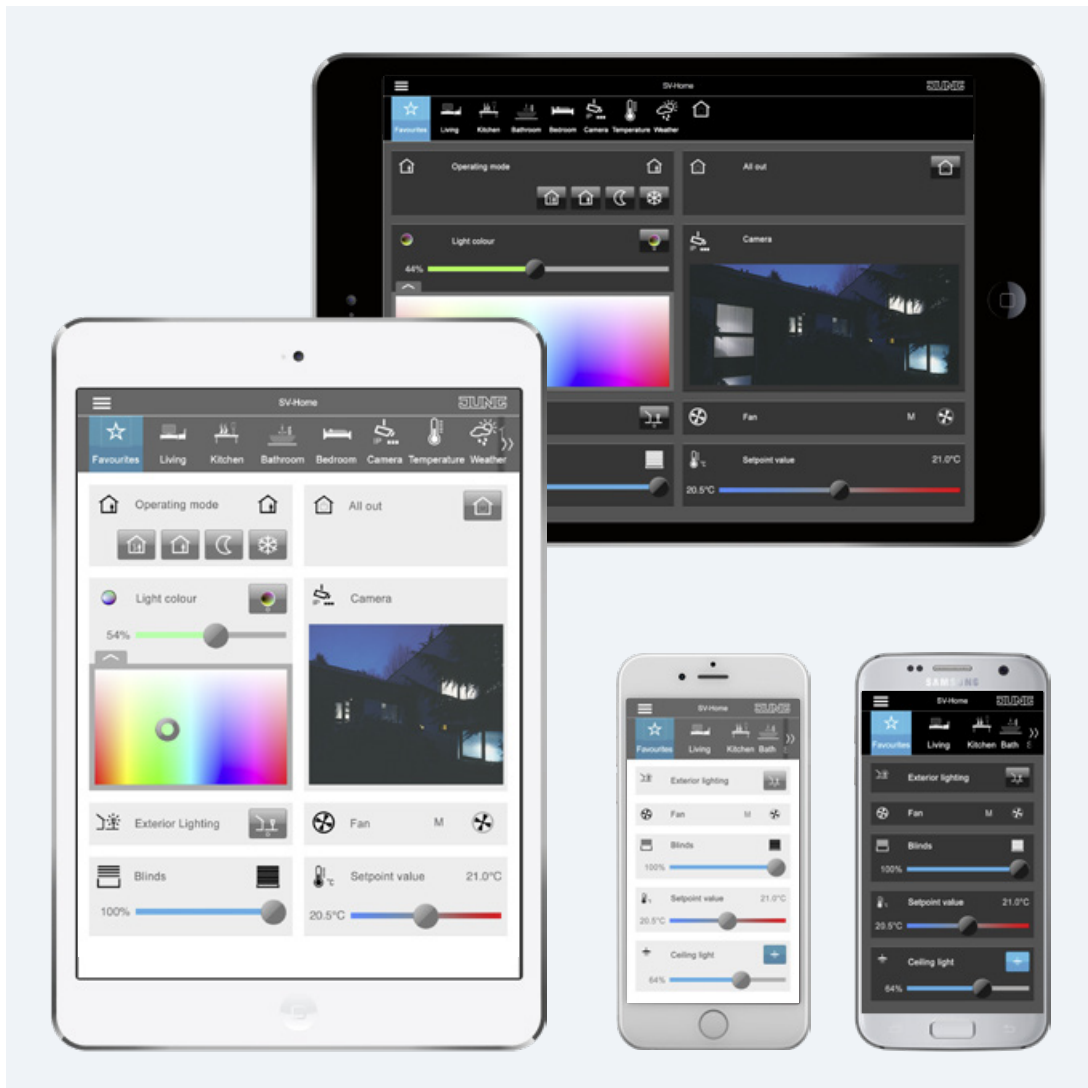 SV-Home JUNG
Favourites Living Kitchen Bathroom Bedroom Camera Temperature Weather
IP
Operating mode All out
Light colour Camera
IP
44%
Fan M
Setpoint value 21.0°C
20.5°C
°C
SV-Home JUNG
IP
Favourites Living Kitchen Bathroom Bedroom Camera Temperature Weather
Operating mode All out
Light colour Camera
IP
54%
Exterior Lighting Fan M
Blinds Setpoint value 21.0°C
°C
100% 20.5°C
SV-Home JUNG
Favourites Living Kitchen Bath
Exterior lighting
Fan M
Blinds
100%
Setpoint value 21.0°C
20.5°C
Ceiling light
64%
SAMSUNG
SV-Home JUNG
Favourites Living Kitchen Bath
Exterior lighting
Fan M
Blinds
100%
Setpoint value 21.0°C
20.5°C
Ceiling light
64%